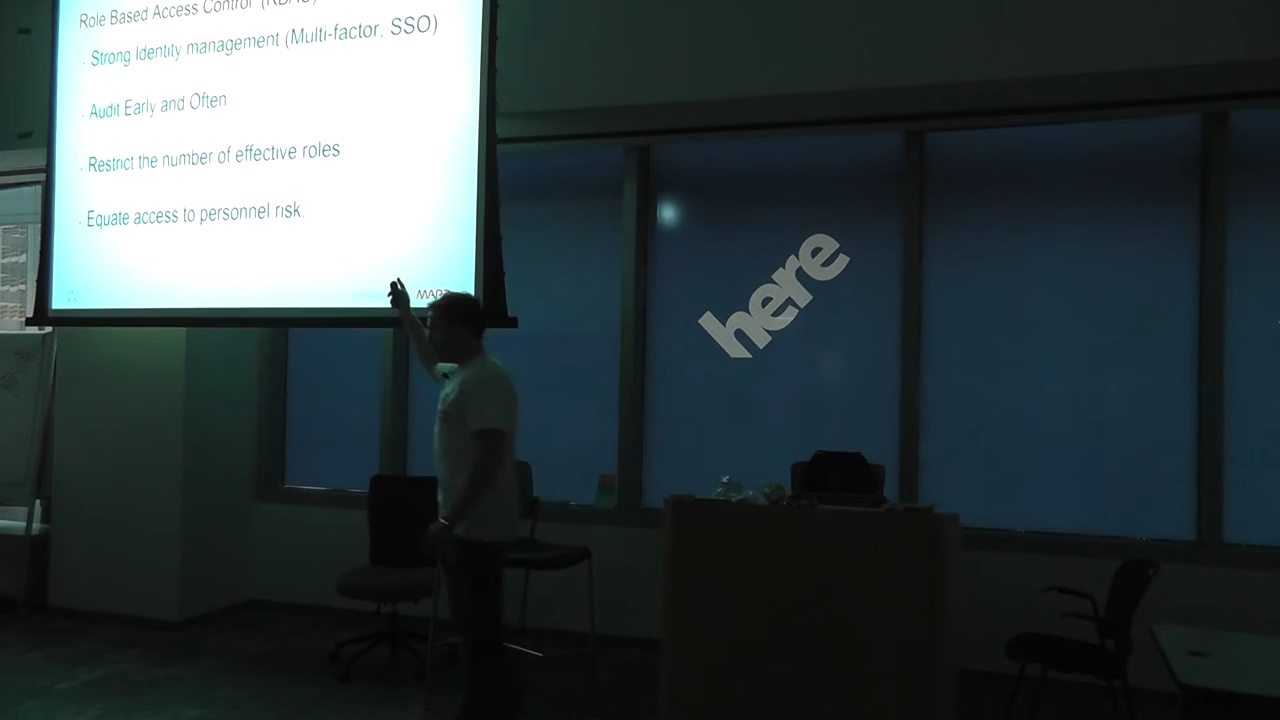 Role Based Access Control (RBAC)
Strong Identity management (Multi-factor, SSO)
Audit Early and Often
Restrict the number of effective roles
Equate access to personnel risk.
here